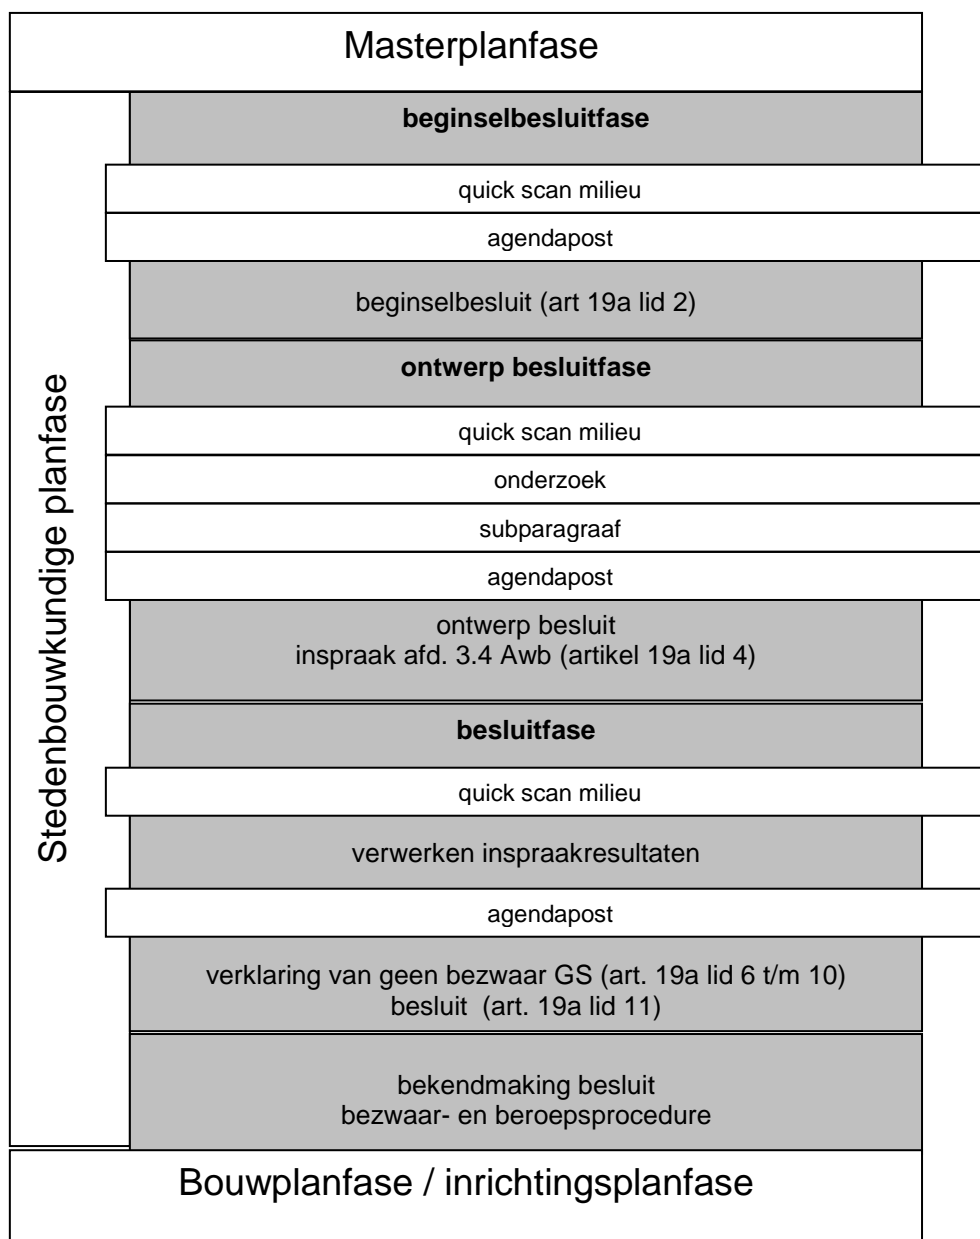 Masterplanfase
Stedenbouwkundige planfase
beginselbesluitfase
quick scan milieu
agendapost
beginselbesluit (art 19a lid 2)
ontwerp besluitfase
quick scan milieu
onderzoek
subparagraaf
agendapost
ontwerp besluit
inspraak afd. 3.4 Awb (artikel 19a lid 4)
besluitfase
quick scan milieu
verwerken inspraakresultaten
agendapost
verklaring van geen bezwaar GS (art. 19a lid 6 t/m 10)
besluit (art. 19a lid 11)
bekendmaking besluit
bezwaar- en beroepsprocedure
Bouwplanfase / inrichtingsplanfase